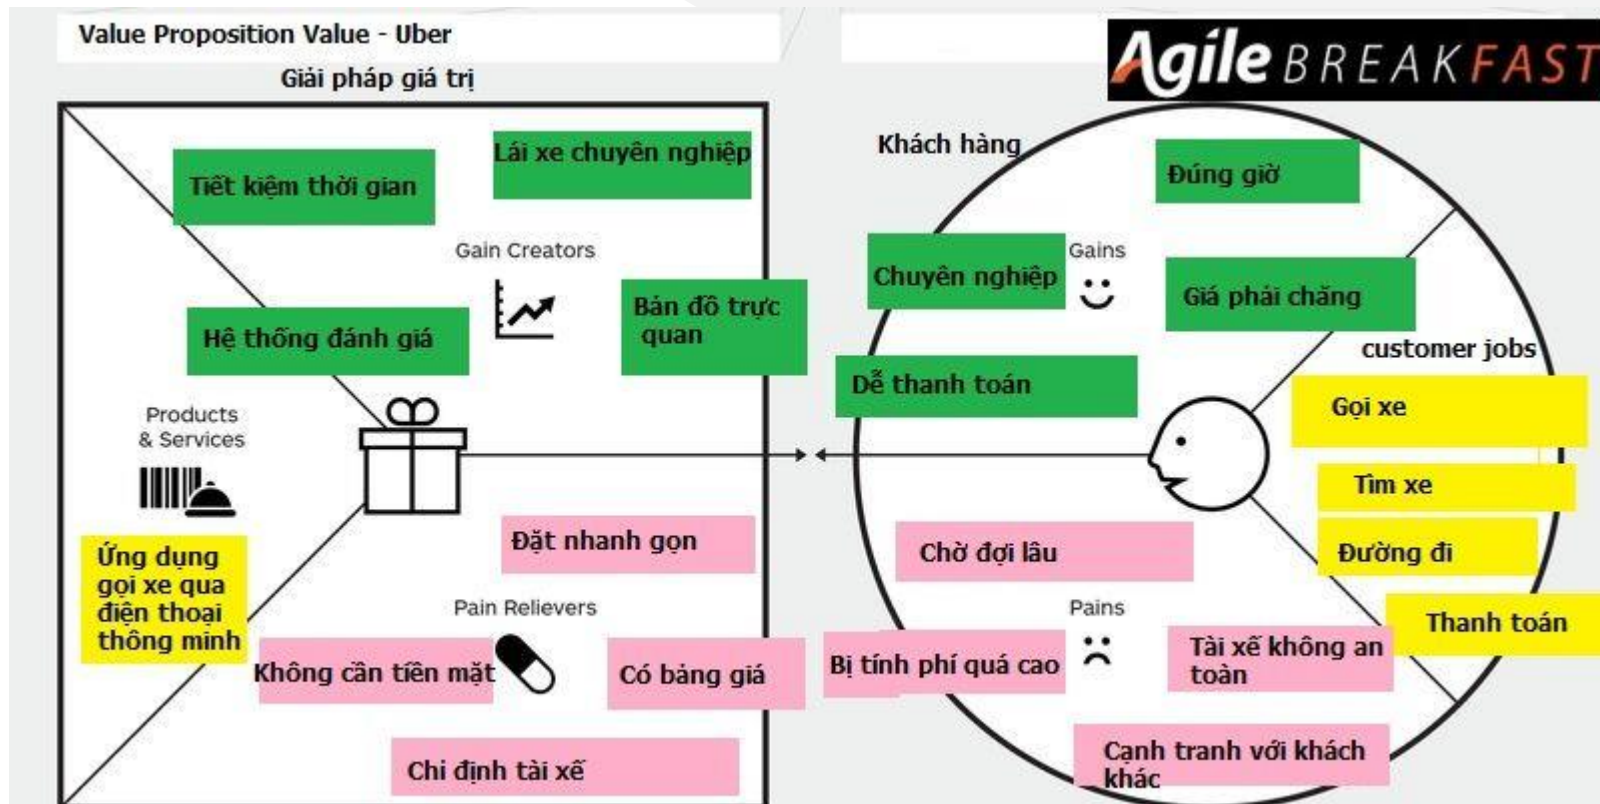 Value Proposition Value - Uber
Giải pháp giá trị
Agile BREAKFAST
Lái xe chuyên nghiệp
Tiết kiệm thời gian
Gain Creators
Bản đồ trực
quan
Hệ thống đánh giá
Products
& Services
Ứng dụng
gọi xe qua
điện thoại
thông minh
Đặt nhanh gọn
Pain Relievers
Không cần tiền mặt
Có bảng giá
Chỉ định tài xế
Khách hàng
Đúng giờ
Chuyên nghiệp
Gains
Giá phải chăng
Dễ thanh toán
customer jobs
Gọi xe
Tìm xe
Đường đi
Thanh toán
Chờ đợi lâu
Pains
Bị tính phí quá cao
Tài xế không an
toàn
Cạnh tranh với khách
khác